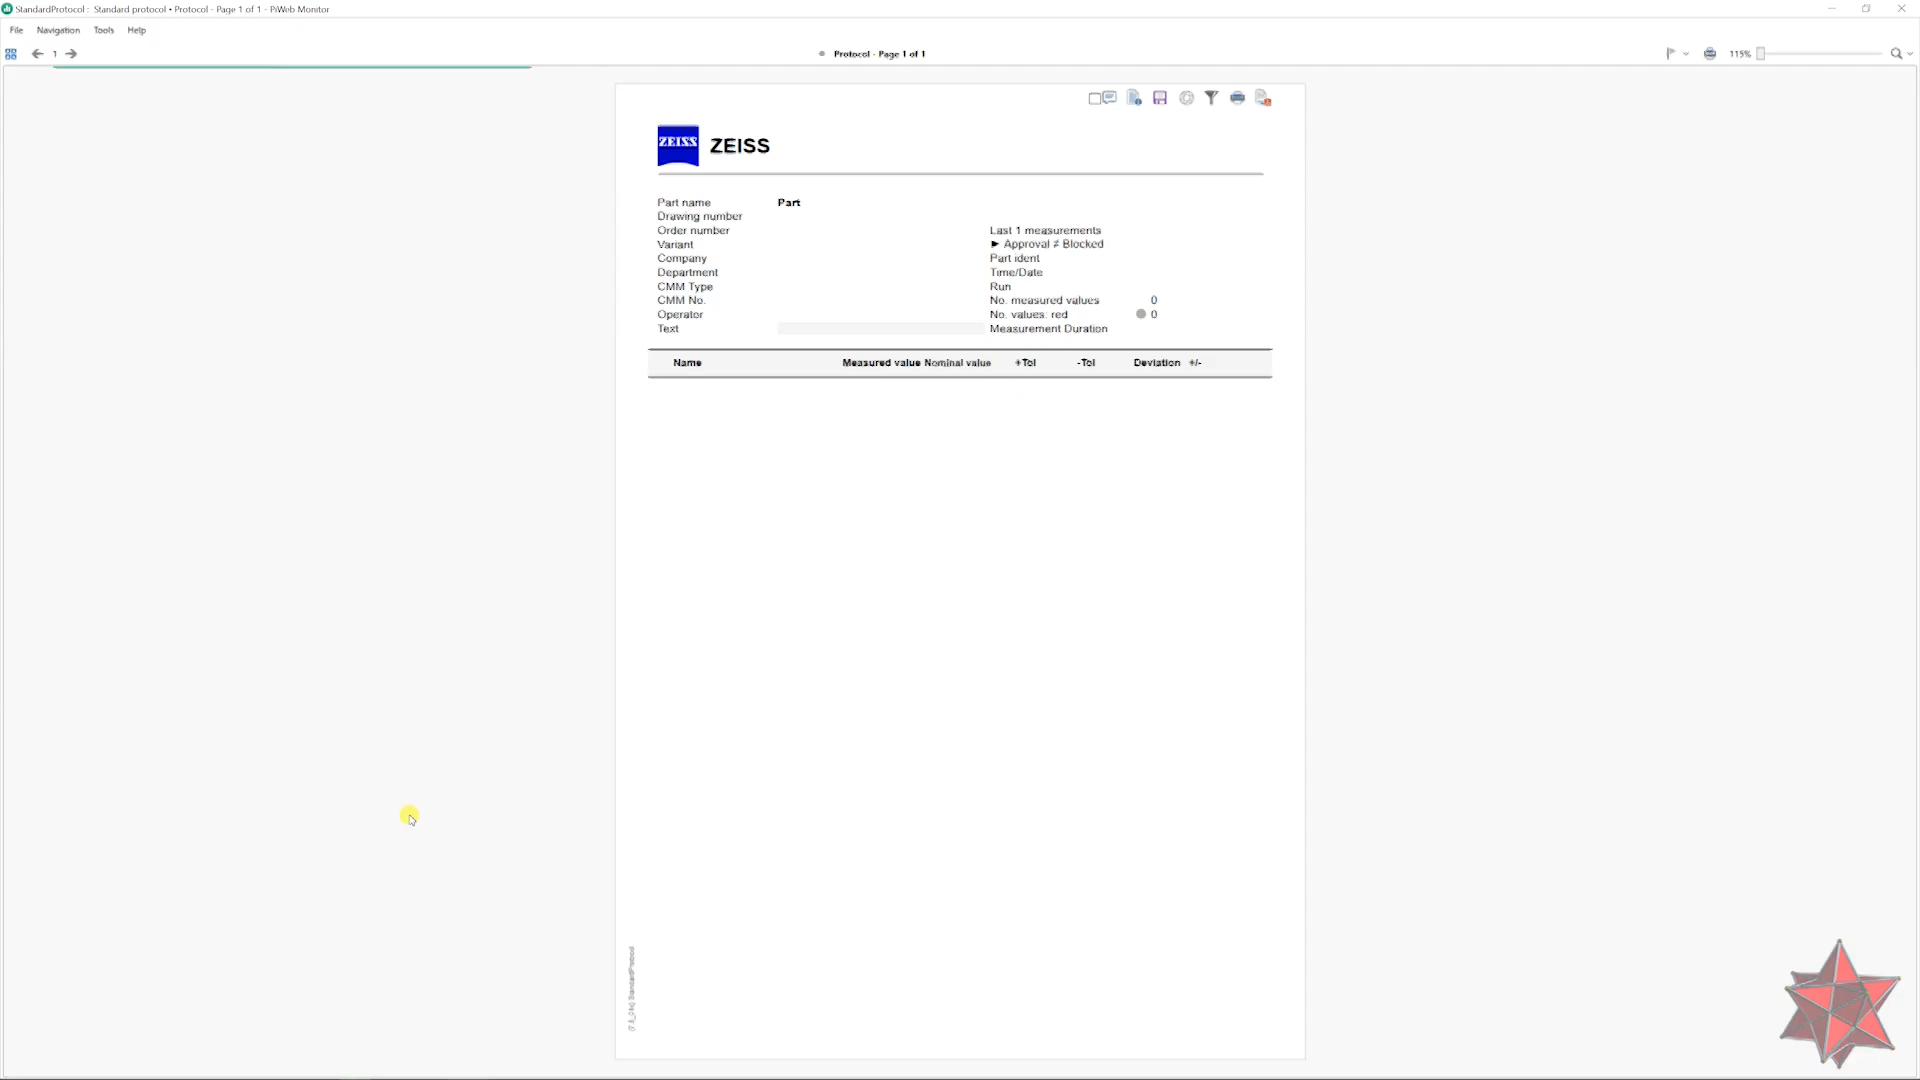 StandardProtocol : Standard protocol • Protocol - Page 1 of 1 - PiWeb Monitor
File Navigation Tools Help
1
Protocol - Page 1 of 1
115%
ZEISS ZEISS
Part name Part
Drawing number
Order number Last 1 measurements
Variant ► Approval ≠ Blocked
Company Part ident
Department Time/Date
CMM Type Run
CMM No. No. measured values 0
Operator No. values: red 0
Text Measurement Duration
Name Measured value Nominal value +Tol -Tol Deviation +/-
StandardProtocol